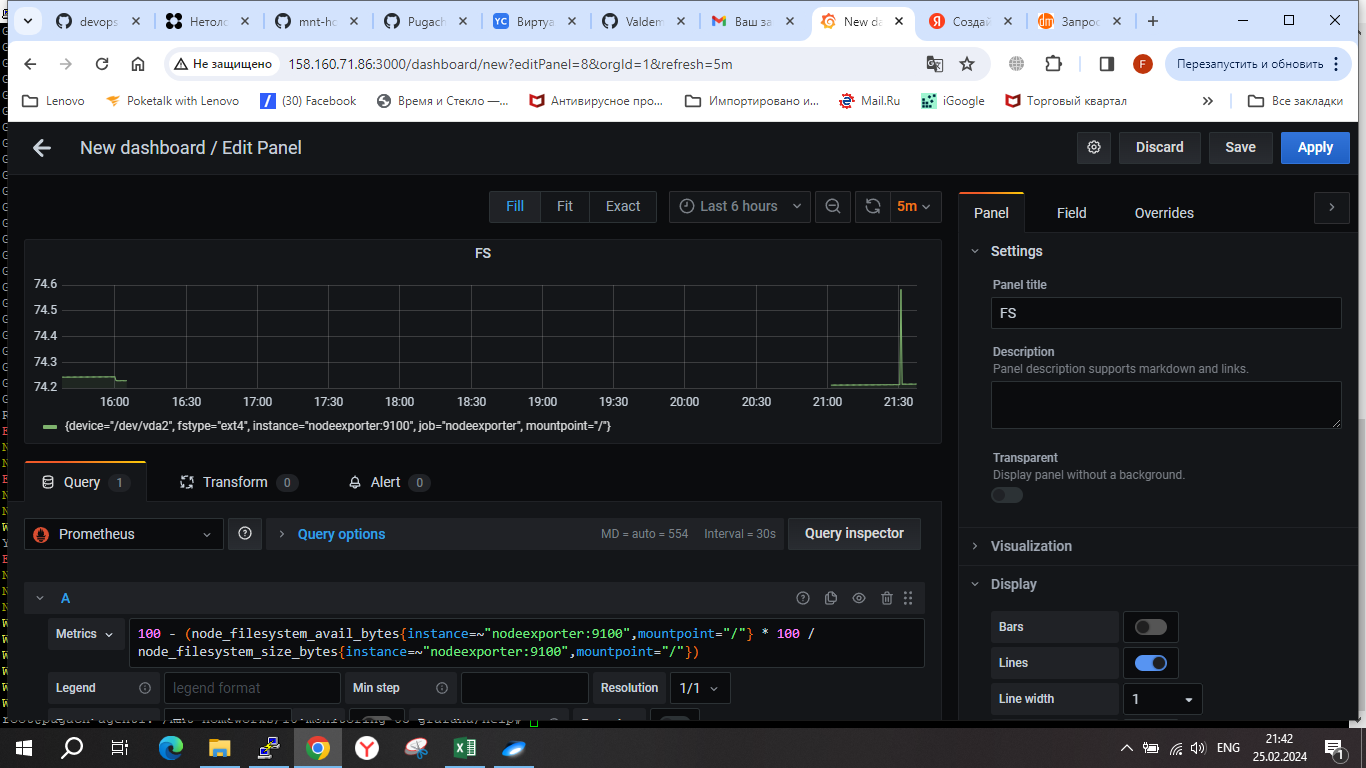 devops
Нетоло
mnt-ho
Pugach
YC Виртуа
Valdem
Ваш за
New da
Я Создай
dm Запрос
Не защищено
158.160.71.86:3000/dashboard/new?editPanel=8&orgId=1&refresh=5m
F
Перезапустить и обновить
Lenovo
Poketalk with Lenovo
(30) Facebook
Время и Стекло —...
Антивирусное про...
Импортировано и...
Mail.Ru
iGoogle
Торговый квартал
»
Все закладки
New dashboard / Edit Panel
Discard
Save
Apply
Fill
Fit
Exact
Last 6 hours
5m
FS
74.6
74.5
74.4
74.3
74.2
16:00
16:30
17:00
17:30
18:00
18:30
19:00
19:30
20:00
20:30
21:00
21:30
{device="/dev/vda2", fstype="ext4", instance="nodeexporter:9100", job="nodeexporter", mountpoint="/"}
Query 1
Transform 0
Alert 0
Prometheus
Query options
MD = auto = 554
Interval = 30s
Query inspector
A
Metrics
100 - (node_filesystem_avail_bytes{instance=~"nodeexporter:9100",mountpoint="/"} * 100 /
node_filesystem_size_bytes{instance=~"nodeexporter:9100",mountpoint="/"})
Legend
legend format
Min step
Resolution
1/1
Panel
Field
Overrides
Settings
Panel title
FS
Description
Panel description supports markdown and links.
Transparent
Display panel without a background.
Visualization
Display
Bars
Lines
Line width
1
ENG
21:42
25.02.2024
1